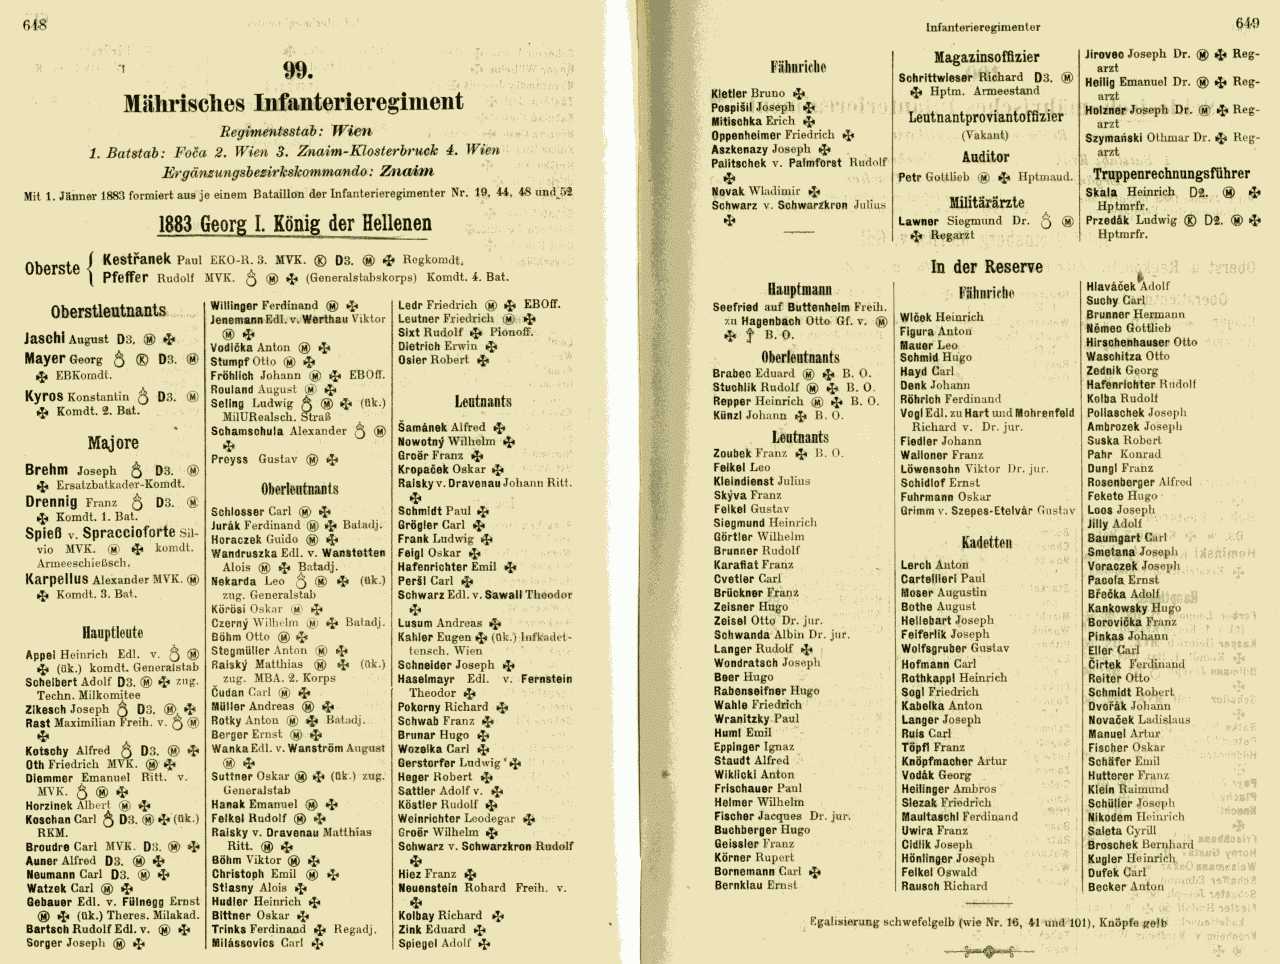 648
99.
Mährisches Infanterieregiment
Regimentsstab: Wien
1. Batstab: Foča 2. Wien 3. Znaim-Klosterbruck 4. Wien
Ergänzungsbezirkskommando: Znaim
Mit 1. Jänner 1883 formiert aus je einem Bataillon der Infanterieregimenter Nr. 19, 44, 48 und 52
1883 Georg I. König der Hellenen
Oberste
Kestřanek Paul EKO-R. 3. MVK. Ⓚ D3. Ⓜ ✠ Regkomdt.
Pfeffer Rudolf MVK. Ⓜ ✠ (Generalstabskorps) Komdt. 4. Bat.
Oberstleutnants
Jaschi August D3. Ⓜ ✠
Mayer Georg Ⓚ D3. Ⓜ
✠ EBKomdt.
Kyros Konstantin D3. Ⓜ
✠ Komdt. 2. Bat.
Majore
Brehm Joseph D3. Ⓜ
✠ Ersatzbatkader-Komdt.
Drennig Franz D3. Ⓜ
✠ Komdt. 1. Bat.
Spieß v. Spraccioforte Sil-
vio MVK. Ⓜ ✠ komdt.
Armeeschießsch.
Karpellus Alexander MVK. Ⓜ
✠ Komdt. 3. Bat.
Hauptleute
Appel Heinrich Edl. v. Ⓜ
✠ (ük.) komdt. Generalstab
Scheibert Adolf D3. Ⓜ ✠ zug.
Techn. Milkomitee
Zikesch Joseph D3. Ⓜ ✠
Rast Maximilian Freih. v. Ⓜ
✠
Kotschy Alfred D3. Ⓜ ✠
Oth Friedrich MVK. Ⓜ ✠
Diemmer Emanuel Ritt. v.
MVK. Ⓜ ✠
Horzinek Albert Ⓜ ✠
Koschan Carl D3. Ⓜ ✠ (ük.)
RKM.
Broudre Carl MVK. D3. Ⓜ ✠
Auner Alfred D3. Ⓜ ✠
Neumann Carl D3. Ⓜ ✠
Watzek Carl Ⓜ ✠
Gebauer Edl. v. Fülnegg Ernst
Ⓜ ✠ (ük.) Theres. Milakad.
Bartsch Rudolf Edl. v. Ⓜ ✠
Sorger Joseph Ⓜ ✠
Willinger Ferdinand Ⓜ ✠
Jenemann Edl. v. Werthau Viktor
Ⓜ ✠
Vodička Anton Ⓜ ✠
Stumpf Otto Ⓜ ✠
Fröhlich Johann Ⓜ ✠ EBOff.
Rouland August Ⓜ ✠
Seling Ludwig Ⓜ ✠ (ük.)
MilURealsch. Straß
Schamschula Alexander Ⓜ
✠
Preyss Gustav Ⓜ ✠
Oberleutnants
Schlosser Carl Ⓜ ✠
Jurák Ferdinand Ⓜ ✠ Batadj.
Horaczek Guido Ⓜ ✠
Wandruszka Edl. v. Wanstetten
Alois Ⓜ ✠ Batadj.
Nekarda Leo Ⓜ ✠ (ük.)
zug. Generalstab
Körösi Oskar Ⓜ ✠
Czerny Wilhelm Ⓜ ✠ Batadj.
Böhm Otto Ⓜ ✠
Stegmüller Anton Ⓜ ✠
Raiský Matthias Ⓜ ✠ (ük.)
zug. MBA. 2. Korps
Čudan Carl Ⓜ ✠
Müller Andreas Ⓜ ✠
Rotky Anton Ⓜ ✠ Batadj.
Berger Ernst Ⓜ ✠
Wanka Edl. v. Wanström August
Ⓜ ✠
Suttner Oskar Ⓜ ✠ (ük.) zug.
Generalstab
Hanak Emanuel Ⓜ ✠
Felkel Rudolf Ⓜ ✠
Raisky v. Dravenau Matthias
Ritt. Ⓜ ✠
Böhm Viktor Ⓜ ✠
Christoph Emil Ⓜ ✠
Stiasny Alois ✠
Hudler Heinrich ✠
Bittner Oskar ✠
Trinks Ferdinand ✠ Regadj.
Milássovics Carl ✠
Ledr Friedrich Ⓜ ✠ EBOff.
Leutner Friedrich Ⓜ ✠
Sixt Rudolf ✠ Pionoff.
Dietrich Erwin ✠
Osler Robert ✠
Leutnants
Šamánek Alfred ✠
Nowotný Wilhelm ✠
Groër Franz ✠
Kropaček Oskar ✠
Raisky v. Dravenau Johann Ritt.
✠
Schmidt Paul ✠
Grögler Carl ✠
Frank Ludwig ✠
Feigl Oskar ✠
Hafenrichter Emil ✠
Peršl Carl ✠
Schwarz Edl. v. Sawall Theodor
✠
Lusum Andreas ✠
Kahler Eugen ✠ (ük.) Infkadet-
tensch. Wien
Schneider Joseph ✠
Haselmayr Edl. v. Fernstein
Theodor ✠
Pokorny Richard ✠
Schwab Franz ✠
Brunar Hugo ✠
Wozelka Carl ✠
Gerstorfer Ludwig ✠
Heger Robert ✠
Sattler Adolf v. ✠
Köstler Rudolf ✠
Weinrichter Leodegar ✠
Groër Wilhelm ✠
Schwarz v. Schwarzkron Rudolf
✠
Hiez Franz ✠
Neuenstein Rohard Freih. v.
✠
Kolbay Richard ✠
Zink Eduard ✠
Spiegel Adolf ✠
Infanterieregimenter
649
Fähnriche
Kletler Bruno ✠
Pospišil Joseph ✠
Mitischka Erich ✠
Oppenheimer Friedrich ✠
Aszkenazy Joseph ✠
Palitschek v. Palmforst Rudolf
✠
Novak Wladimir ✠
Schwarz v. Schwarzkron Julius
✠
Magazinsoffizier
Schrittwieser Richard D3. Ⓜ
✠ Hptm. Armeestand
Leutnantproviantoffizier
(Vakant)
Auditor
Petr Gottlieb Ⓜ ✠ Hptmaud.
Militärärzte
Lawner Siegmund Dr. Ⓜ
✠ Regarzt
Jirovec Joseph Dr. Ⓜ ✠ Reg-
arzt
Heilig Emanuel Dr. Ⓜ ✠ Reg-
arzt
Holzner Joseph Dr. Ⓜ ✠ Reg-
arzt
Szymański Othmar Dr. ✠ Reg-
arzt
Truppenrechnungsführer
Skala Heinrich D2. Ⓜ ✠
Hptmrfr.
Przedák Ludwig Ⓚ D2. Ⓜ ✠
Hptmrfr.
In der Reserve
Hauptmann
Seefried auf Buttenheim Freih.
zu Hagenbach Otto Gf. v. Ⓜ
✠ B. O.
Oberleutnants
Brabec Eduard Ⓜ ✠ B. O.
Stuchlik Rudolf Ⓜ ✠ B. O.
Repper Heinrich Ⓜ ✠ B. O.
Künzl Johann ✠ B. O.
Leutnants
Zoubek Franz ✠ B. O.
Felkel Leo
Kleindienst Julius
Skýva Franz
Felkel Gustav
Siegmund Heinrich
Görtler Wilhelm
Brunner Rudolf
Karafiat Franz
Cvetler Carl
Brückner Franz
Zeisner Hugo
Zeisel Otto Dr. jur.
Schwanda Albin Dr. jur.
Langer Rudolf ✠
Wondratsch Joseph
Beer Hugo
Rabenseifner Hugo
Wahle Friedrich
Wranitzky Paul
Huml Emil
Eppinger Ignaz
Staudt Alfred
Wiklicki Anton
Frischauer Paul
Helmer Wilhelm
Fischer Jacques Dr. jur.
Buchberger Hugo
Geissler Franz
Körner Rupert
Bornemann Carl ✠
Bernklau Ernst
Fähnriche
Wlček Heinrich
Figura Anton
Mauer Leo
Schmid Hugo
Hayd Carl
Denk Johann
Röhrich Ferdinand
Vogl Edl. zu Hart und Mohrenfeld
Richard v. Dr. jur.
Fiedler Johann
Walloner Franz
Löwensohn Viktor Dr. jur.
Schidlof Ernst
Fuhrmann Oskar
Grimm v. Szepes-Etelvár Gustav
Kadetten
Lerch Anton
Cartellieri Paul
Moser Augustin
Bothe August
Hellebart Joseph
Feiferlik Joseph
Wolfsgruber Gustav
Hofmann Carl
Rothkappl Heinrich
Sogl Friedrich
Kabelka Anton
Langer Joseph
Ruis Carl
Töpfl Franz
Knöpfmacher Artur
Vodák Georg
Heilinger Ambros
Slezak Friedrich
Maultaschl Ferdinand
Uwira Franz
Cidlik Joseph
Hönlinger Joseph
Felkel Oswald
Rausch Richard
Hlaváček Adolf
Suchy Carl
Brunner Hermann
Němec Gottlieb
Hirschenhauser Otto
Waschitza Otto
Zednik Georg
Hafenrichter Rudolf
Kolba Rudolf
Pollaschek Joseph
Ambrozek Joseph
Suska Robert
Pahr Konrad
Dungl Franz
Rosenberger Alfred
Fekete Hugo
Loos Joseph
Jilly Adolf
Baumgart Carl
Smetana Joseph
Voraczek Joseph
Pacola Ernst
Břečka Adolf
Kankowsky Hugo
Borovička Franz
Pinkas Johann
Eller Carl
Čirtek Ferdinand
Reiter Otto
Schmidt Robert
Dvořák Johann
Novaček Ladislaus
Manuel Artur
Fischer Oskar
Schäfer Emil
Hutterer Franz
Klein Raimund
Schüller Joseph
Nikodem Heinrich
Saleta Cyrill
Broschek Bernhard
Kugler Heinrich
Dufek Carl
Becker Anton
Egalisierung schwefelgelb (wie Nr. 16, 41 und 101), Knöpfe gelb